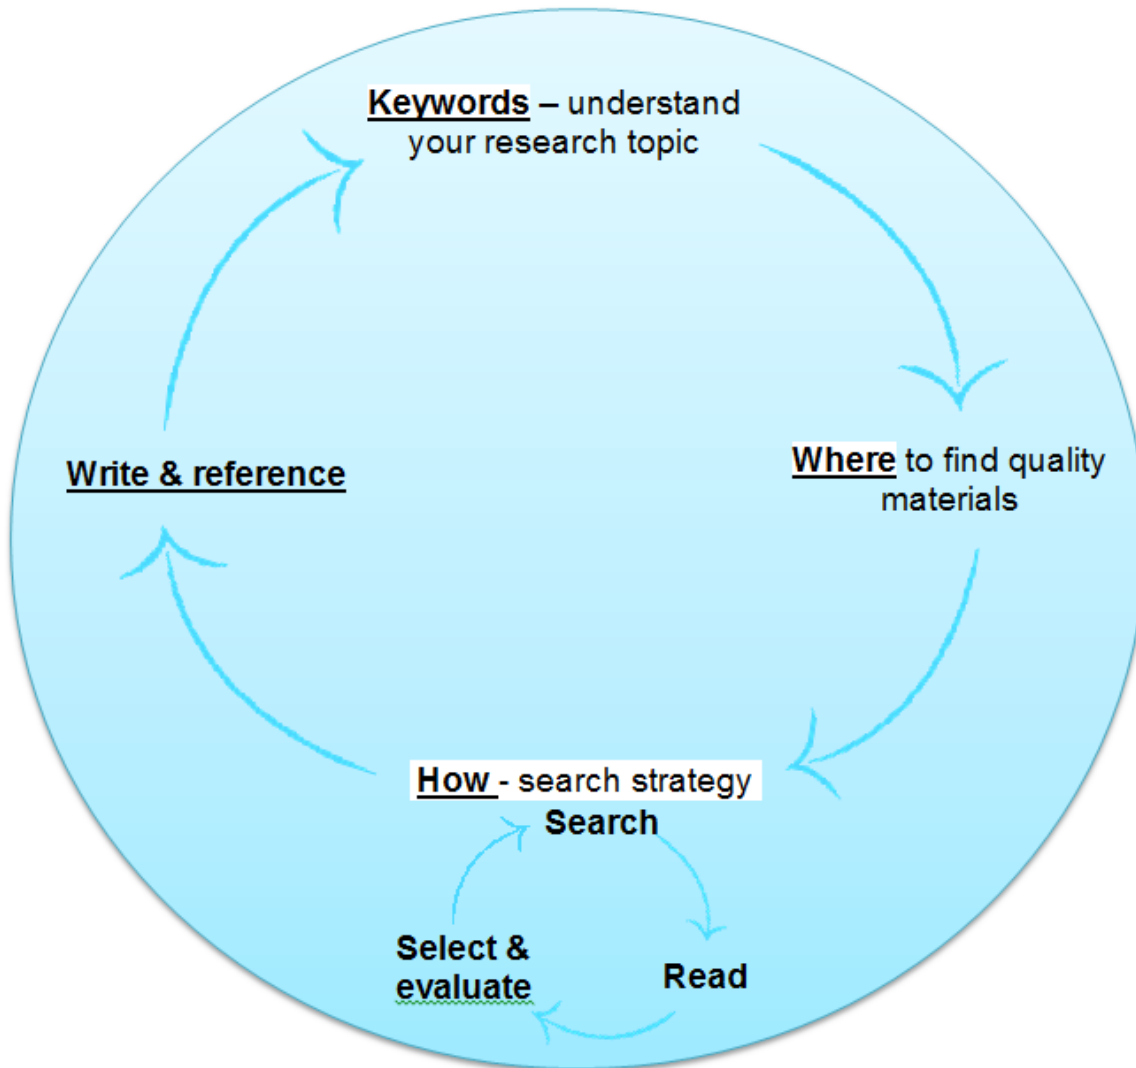 Keywords – understand
your research topic
Where to find quality
materials
How - search strategy
Search
Read
Select &
evaluate
Write & reference